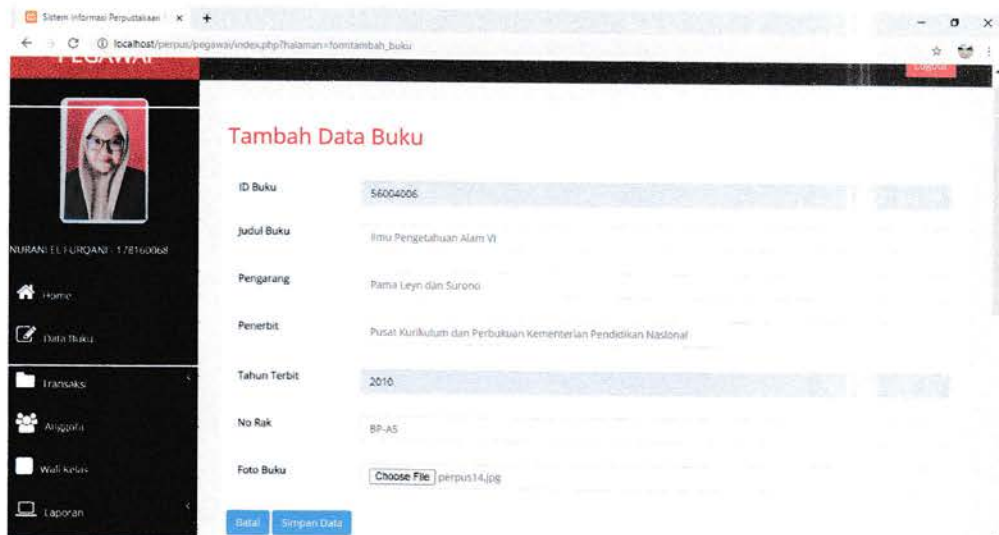 Sistem Informasi Perpustakaan × +
localhost/perpus/pegawai/index.php?halaman=formtambah_buku
PEGAWAI
Logout
Tambah Data Buku
ID Buku 56004006
Judul Buku Ilmu Pengetahuan Alam VI
Pengarang Pama Leyn dan Surono
Penerbit Pusat Kurikulum dan Perbukuan Kementerian Pendidikan Nasional
Tahun Terbit 2010
No Rak BP-A5
Foto Buku Choose File perpus14.jpg
Batal Simpan Data
NURANI EL FURQANI - 178160068
Home
Data Buku
Transaksi
Anggota
Wali Kelas
Laporan